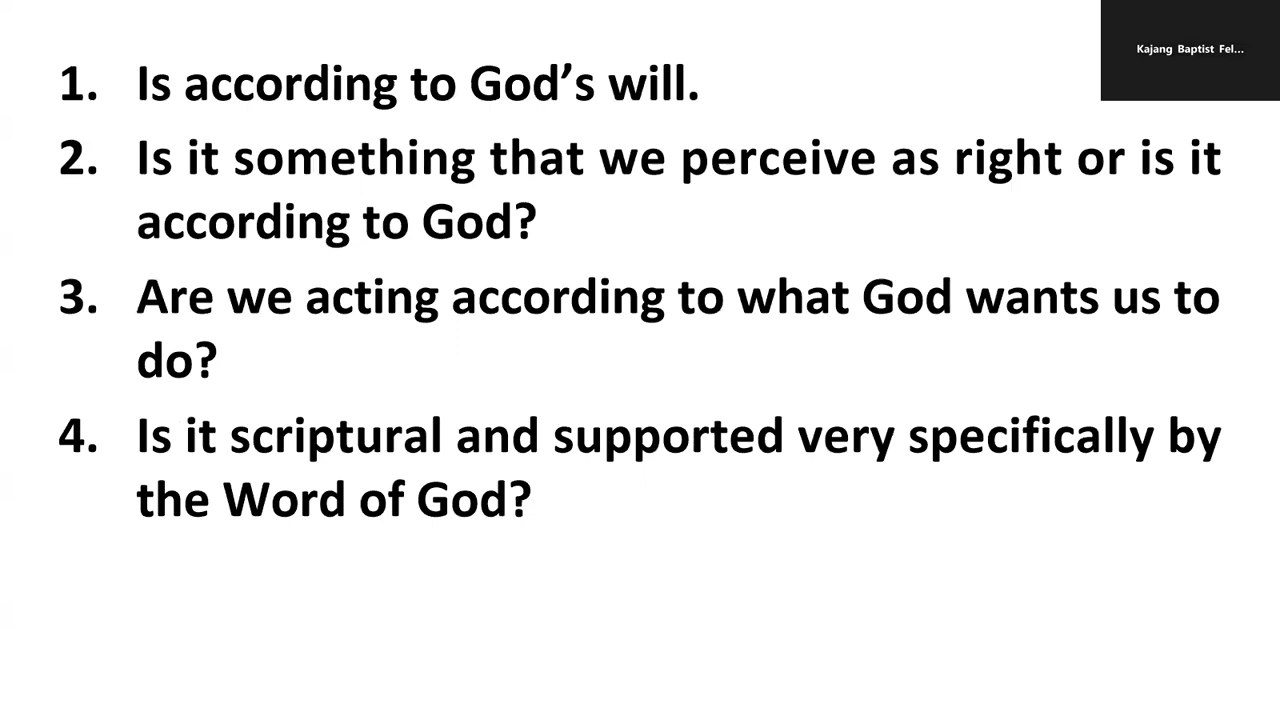 Kajang Baptist Fel...
1. Is according to God’s will.
2. Is it something that we perceive as right or is it
according to God?
3. Are we acting according to what God wants us to
do?
4. Is it scriptural and supported very specifically by
the Word of God?